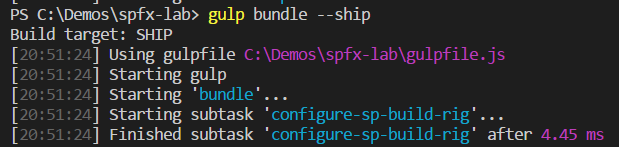 PS C:\Demos\spfx-lab> gulp bundle --ship
Build target: SHIP
[20:51:24] Using gulpfile C:\Demos\spfx-lab\gulpfile.js
[20:51:24] Starting gulp
[20:51:24] Starting 'bundle'...
[20:51:24] Starting subtask 'configure-sp-build-rig'...
[20:51:24] Finished subtask 'configure-sp-build-rig' after 4.45 ms